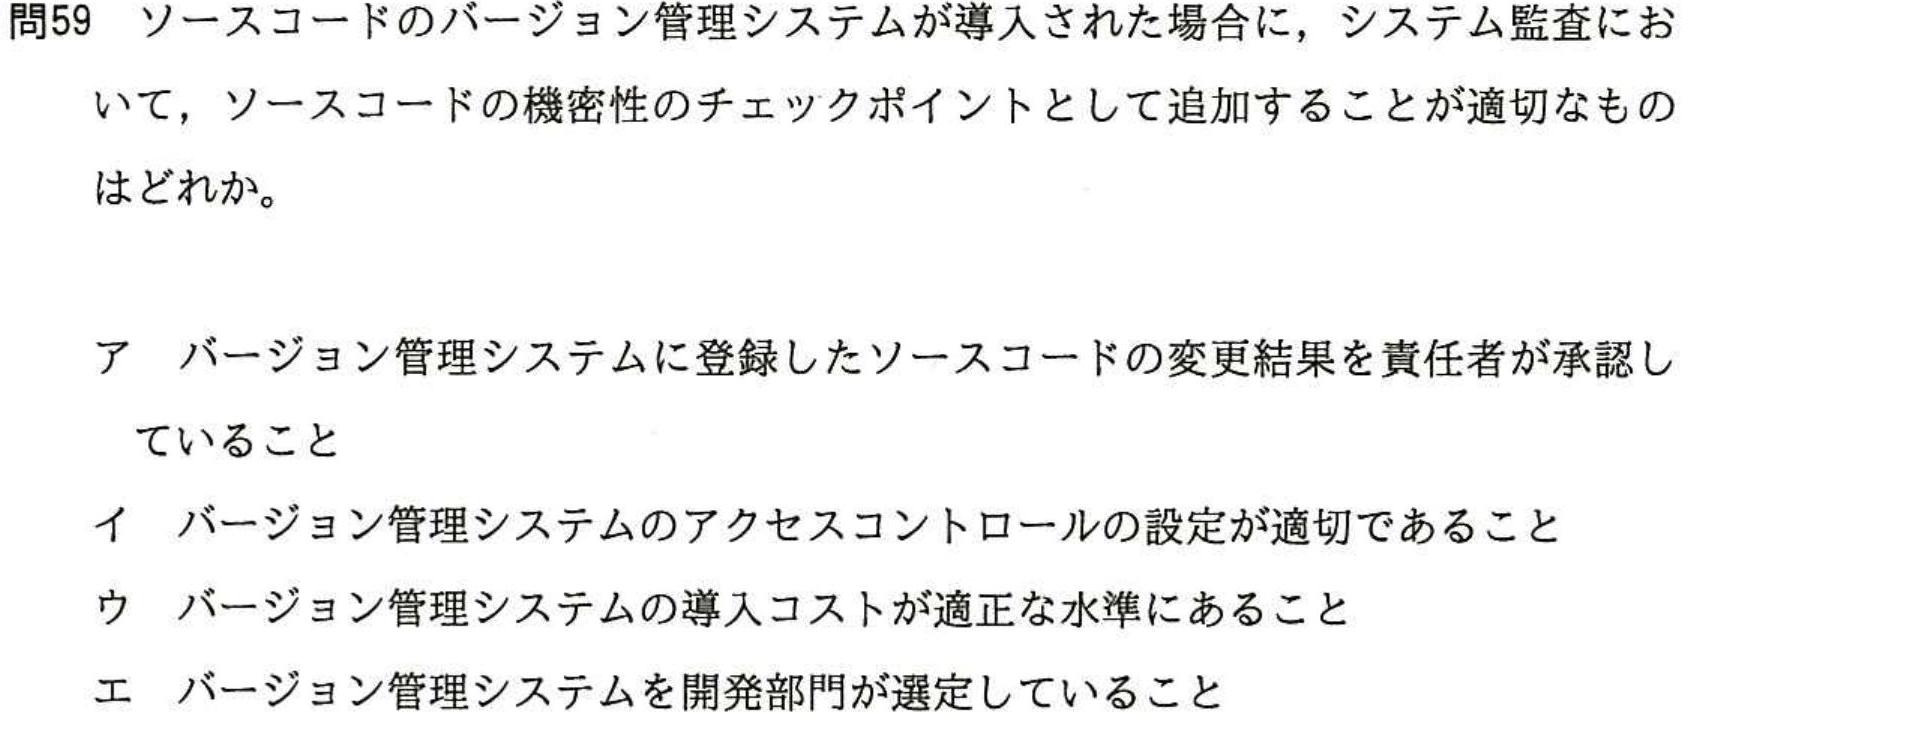 問59 ソースコードのバージョン管理システムが導入された場合に，システム監査にお
いて，ソースコードの機密性のチェックポイントとして追加することが適切なもの
はどれか。
ア バージョン管理システムに登録したソースコードの変更結果を責任者が承認し
ていること
イ バージョン管理システムのアクセスコントロールの設定が適切であること
ウ バージョン管理システムの導入コストが適正な水準にあること
エ バージョン管理システムを開発部門が選定していること